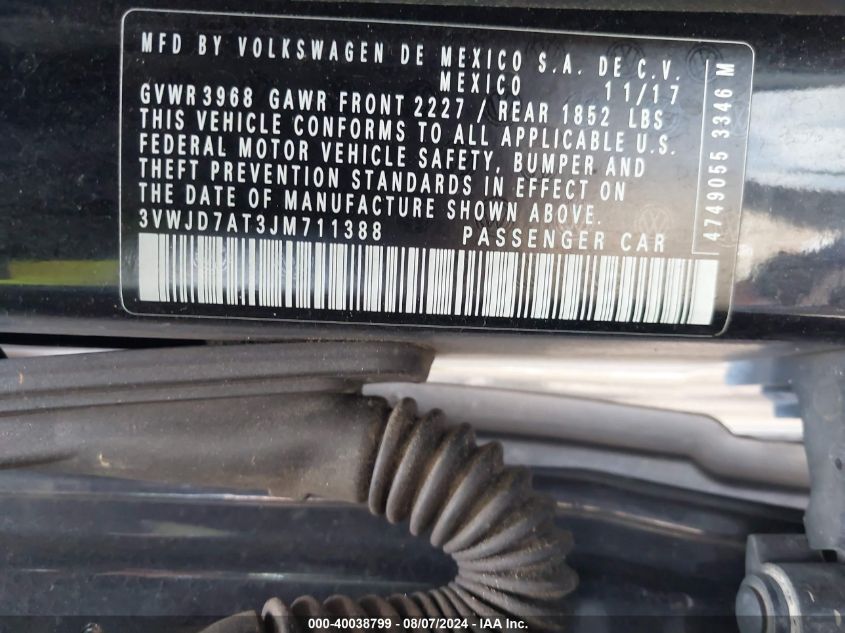 MFD BY VOLKSWAGEN DE MEXICO S.A. DE C.V.
MEXICO 11/17
GVWR 3968 GAWR FRONT 2227 / REAR 1852 LBS
THIS VEHICLE CONFORMS TO ALL APPLICABLE U.S.
FEDERAL MOTOR VEHICLE SAFETY, BUMPER AND
THEFT PREVENTION STANDARDS IN EFFECT ON
THE DATE OF MANUFACTURE SHOWN ABOVE.
3VWJD7AT3JM711388 PASSENGER CAR
4749055 3346 M
000-40038799 - 08/07/2024 - IAA Inc.